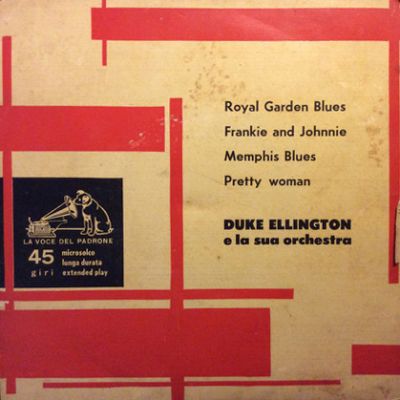 Royal Garden Blues
Frankie and Johnnie
Memphis Blues
Pretty woman
DUKE ELLINGTON
e la sua orchestra
LA VOCE DEL PADRONE
45 microsolco
lunga durata
giri extended play